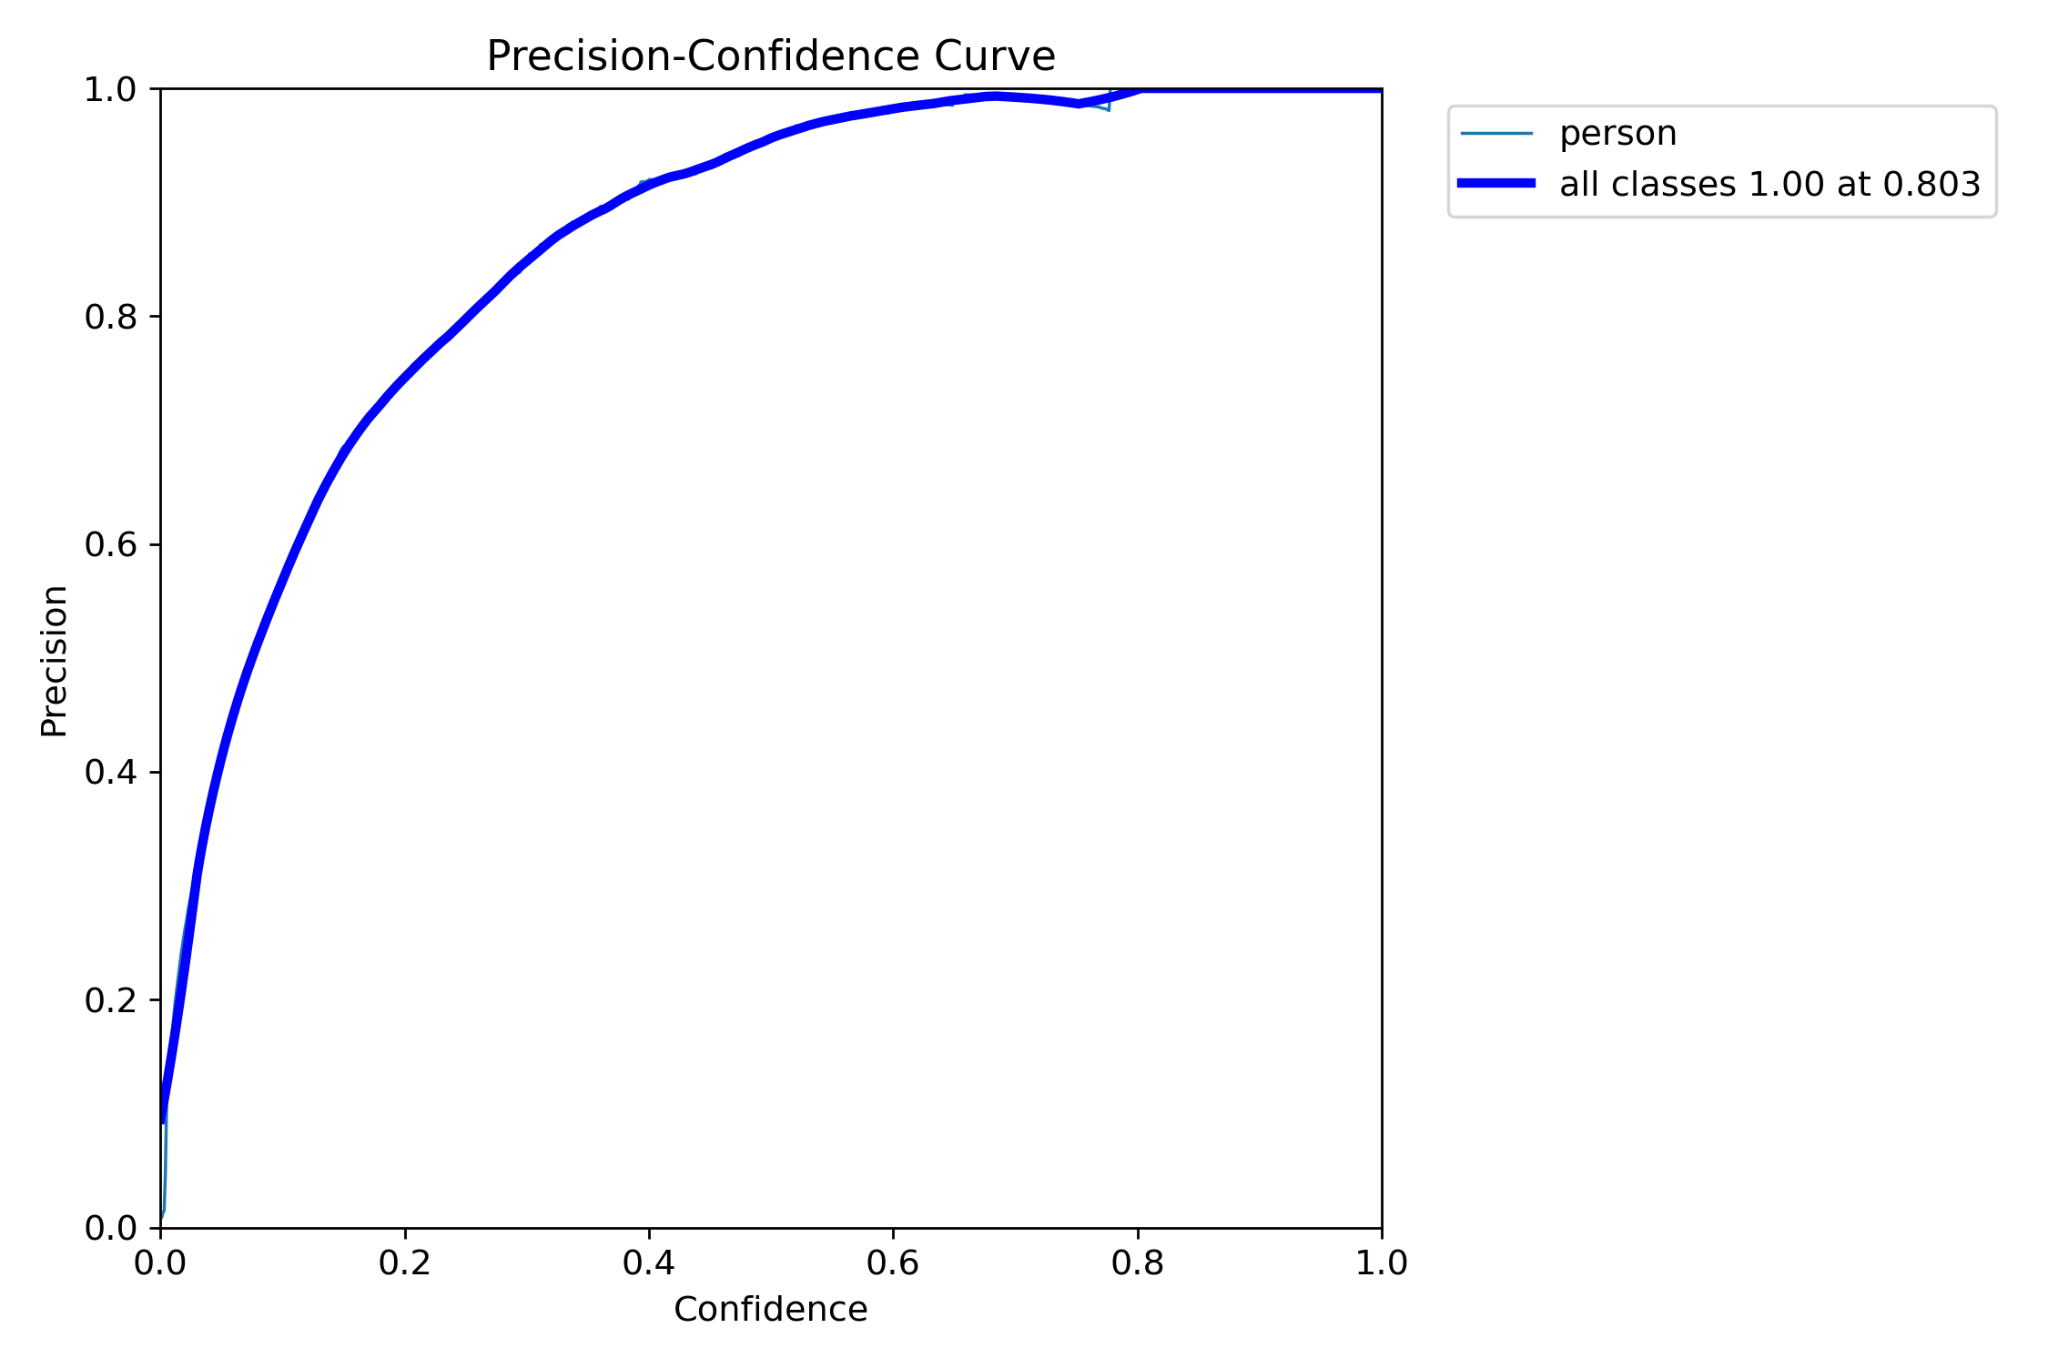 Precision-Confidence Curve
person
all classes 1.00 at 0.803
1.0
0.8
0.6
0.4
0.2
0.0
Precision
0.0 0.2 0.4 0.6 0.8 1.0
Confidence